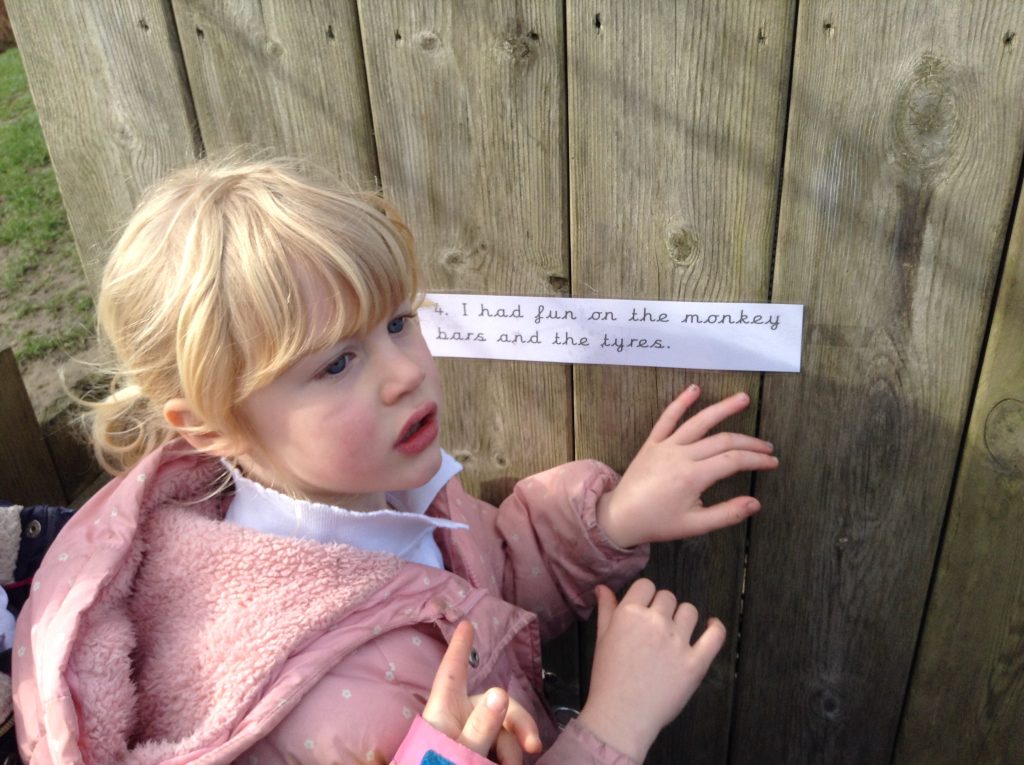 4. I had fun on the monkey
bars and the tyres.